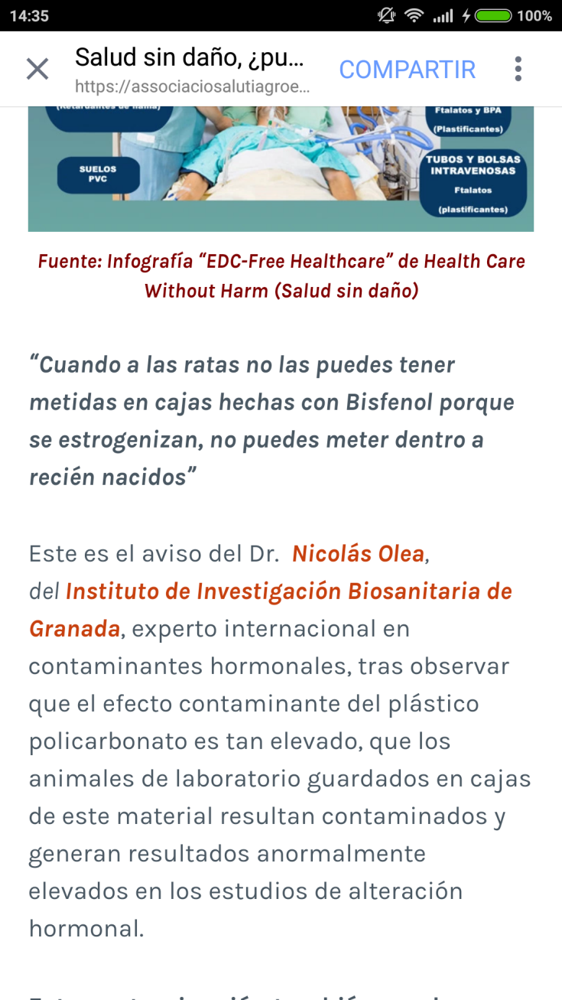 14:35
100%
Salud sin daño, ¿pu...
https://associaciosalutiagroe...
COMPARTIR
(Retardantes de llama)
Ftalatos y BPA
(Plastificantes)
SUELOS
PVC
TUBOS Y BOLSAS
INTRAVENOSAS
Ftalatos
(plastificantes)
Fuente: Infografía “EDC-Free Healthcare” de Health Care
Without Harm (Salud sin daño)
“Cuando a las ratas no las puedes tener
metidas en cajas hechas con Bisfenol porque
se estrogenizan, no puedes meter dentro a
recién nacidos”
Este es el aviso del Dr. Nicolás Olea,
del Instituto de Investigación Biosanitaria de
Granada, experto internacional en
contaminantes hormonales, tras observar
que el efecto contaminante del plástico
policarbonato es tan elevado, que los
animales de laboratorio guardados en cajas
de este material resultan contaminados y
generan resultados anormalmente
elevados en los estudios de alteración
hormonal.